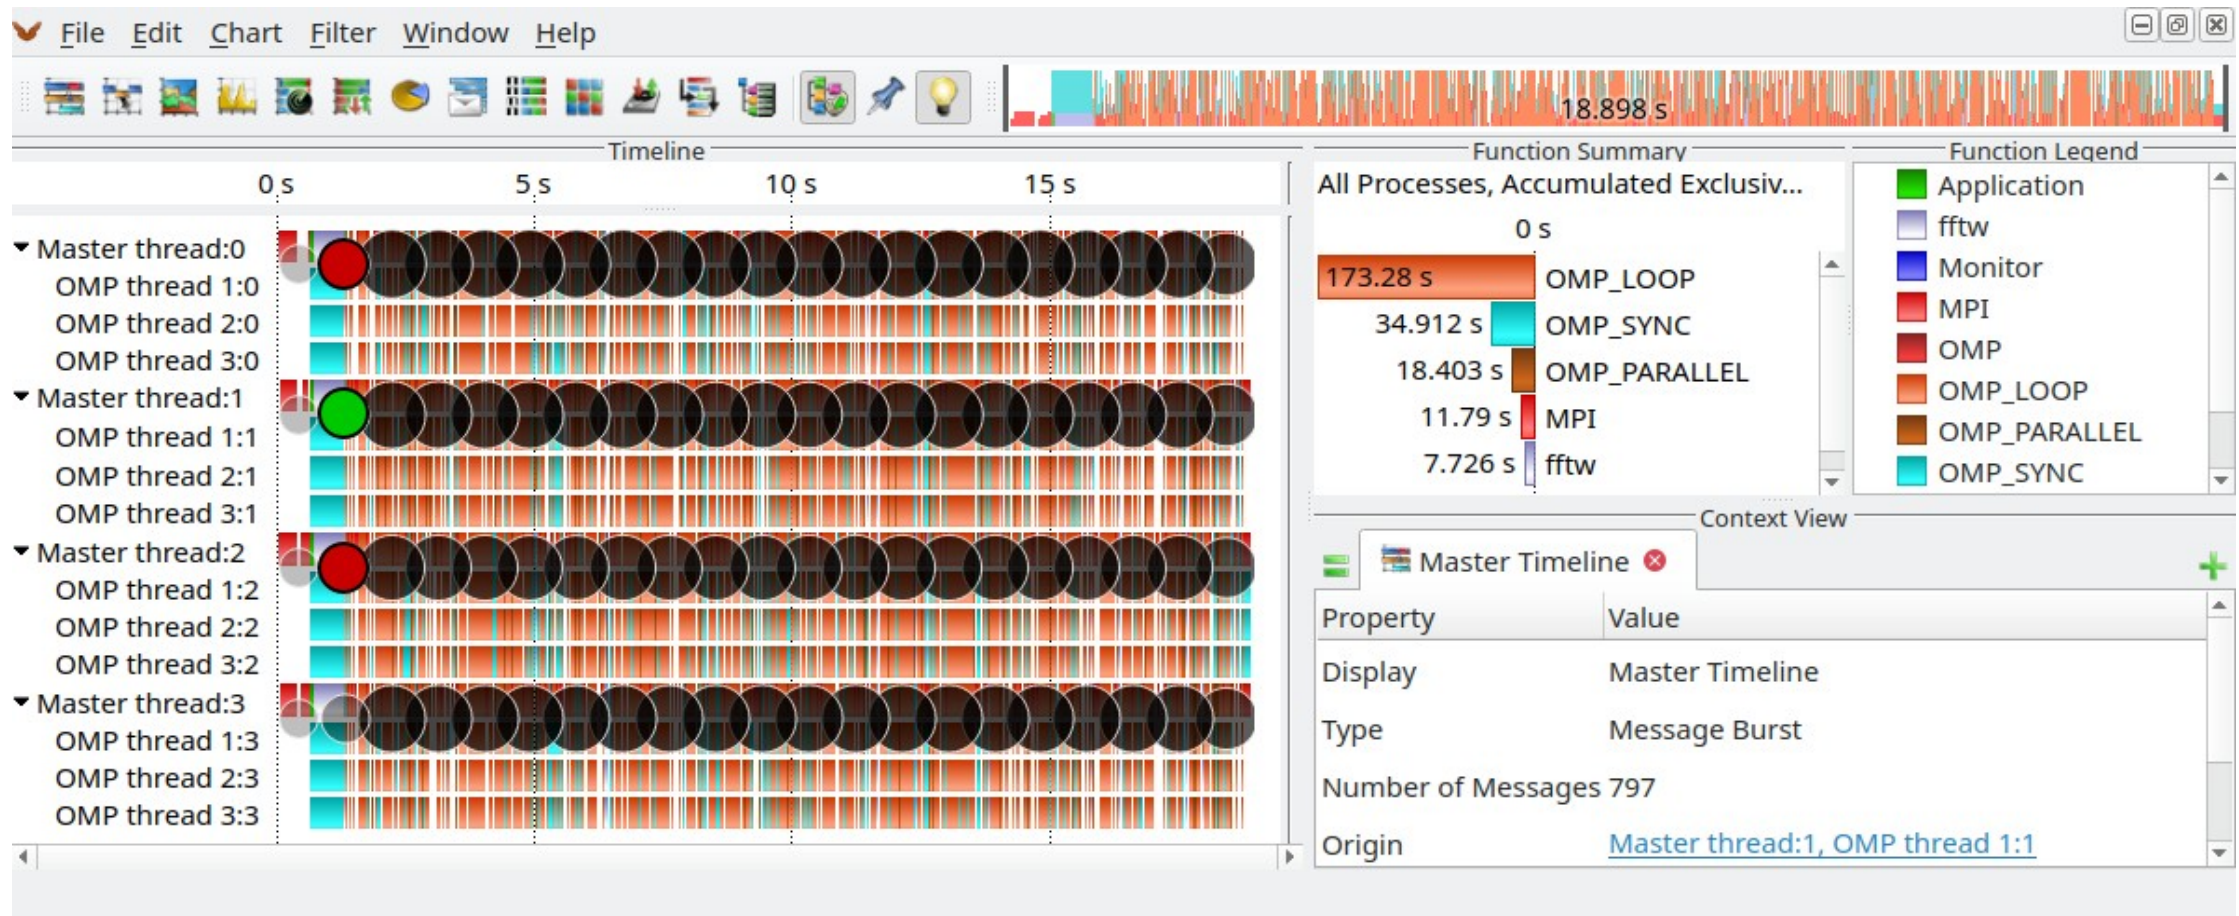 File Edit Chart Filter Window Help
18.898 s
Timeline
0 s 5 s 10 s 15 s
Master thread:0
OMP thread 1:0
OMP thread 2:0
OMP thread 3:0
Master thread:1
OMP thread 1:1
OMP thread 2:1
OMP thread 3:1
Master thread:2
OMP thread 1:2
OMP thread 2:2
OMP thread 3:2
Master thread:3
OMP thread 1:3
OMP thread 2:3
OMP thread 3:3
Function Summary
All Processes, Accumulated Exclusiv...
0 s
173.28 s OMP_LOOP
34.912 s OMP_SYNC
18.403 s OMP_PARALLEL
11.79 s MPI
7.726 s fftw
Function Legend
Application
fftw
Monitor
MPI
OMP
OMP_LOOP
OMP_PARALLEL
OMP_SYNC
Context View
Master Timeline
Property Value
Display Master Timeline
Type Message Burst
Number of Messages 797
Origin Master thread:1, OMP thread 1:1